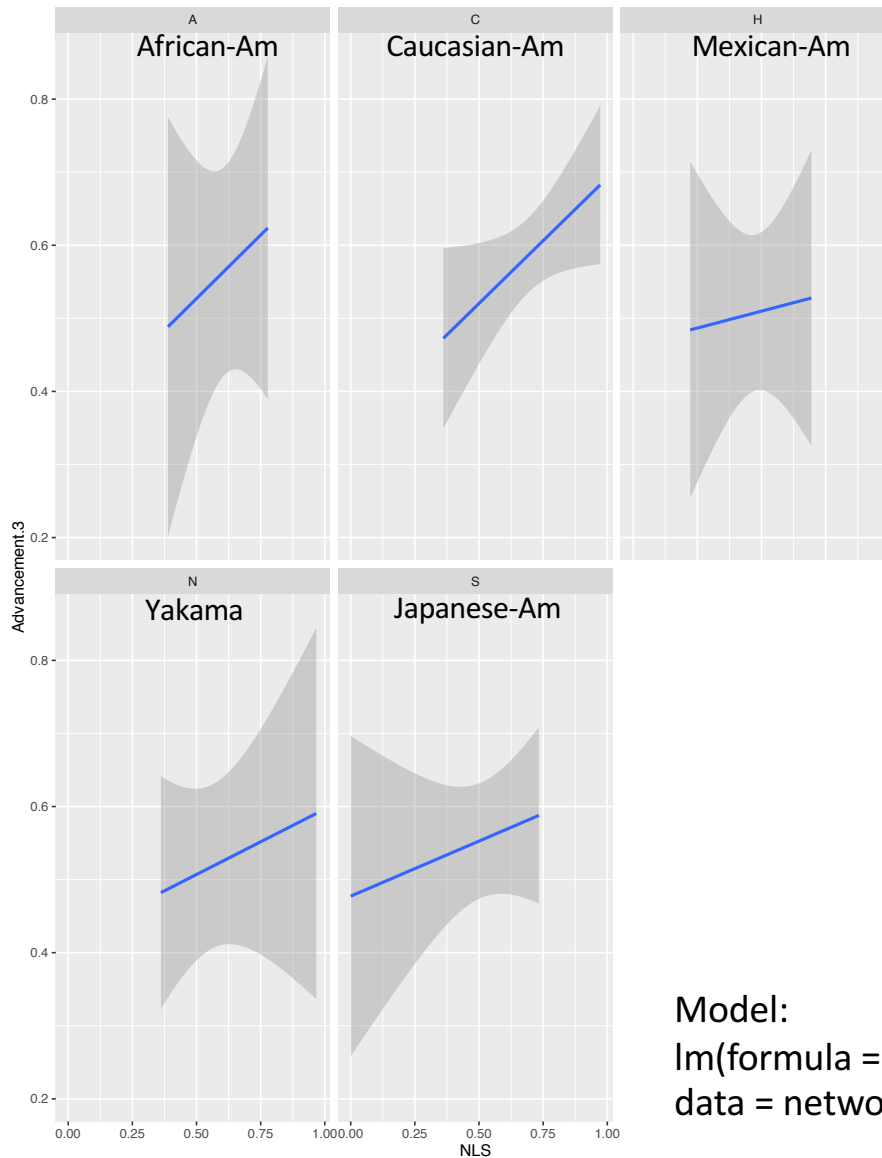 A
C
H
African-Am
Caucasian-Am
Mexican-Am
0.8
0.6
0.4
0.2
Advancement.3
N
S
Yakama
Japanese-Am
0.8
0.6
0.4
0.2
0.00
0.25
0.50
0.75
1.00
0.00
0.25
0.50
0.75
1.00
NLS
Model:
lm(formula =
data = netwo